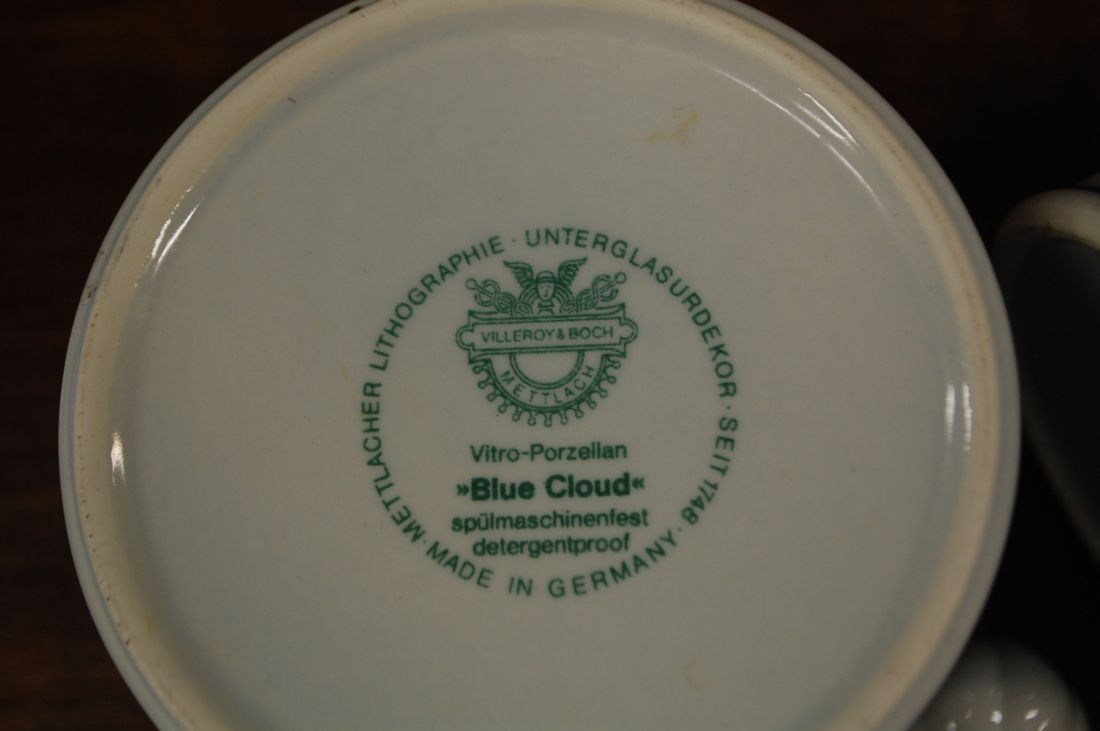 METTLACHER LITHOGRAPHIE · UNTERGLASURDEKOR · SEIT 1748 · MADE IN GERMANY ·
VILLEROY & BOCH
METTLACH
Vitro-Porzellan
»Blue Cloud«
spülmaschinenfest
detergentproof